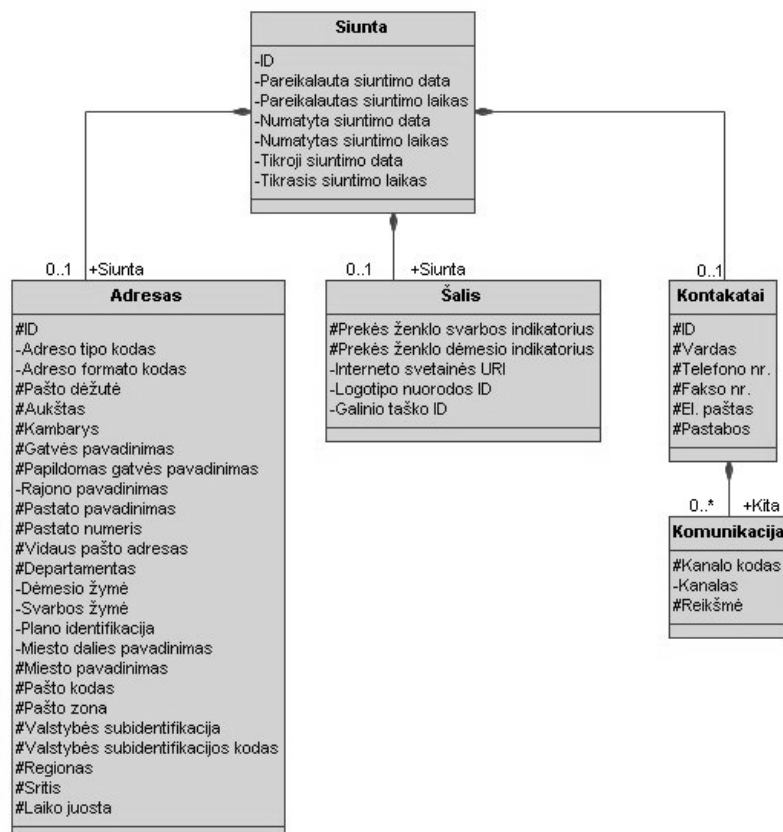 Siunta
-ID
-Pareikalauta siuntimo data
-Pareikalautas siuntimo laikas
-Numatyta siuntimo data
-Numatytas siuntimo laikas
-Tikroji siuntimo data
-Tikrasis siuntimo laikas
0..1 +Siunta
Adresas
#ID
-Adreso tipo kodas
-Adreso formato kodas
#Pašto dėžutė
#Aukštas
#Kambarys
#Gatvės pavadinimas
#Papildomas gatvės pavadinimas
-Rajono pavadinimas
#Pastato pavadinimas
#Pastato numeris
#Vidaus pašto adresas
#Departamentas
-Dėmesio žymė
-Svarbos žymė
-Plano identifikacija
-Miesto dalies pavadinimas
#Miesto pavadinimas
#Pašto kodas
#Pašto zona
#Valstybės subidentifikacija
#Valstybės subidentifikacijos kodas
#Regionas
#Sritis
#Laiko juosta
0..1 +Siunta
Šalis
#Prekės ženklo svarbos indikatorius
#Prekės ženklo dėmesio indikatorius
-Interneto svetainės URI
-Logotipo nuorodos ID
-Galinio taško ID
0..1
Kontakatai
#ID
#Vardas
#Telefono nr.
#Fakso nr.
#El. paštas
#Pastabos
0..* +Kita
Komunikacija
#Kanalo kodas
-Kanalas
#Reikšmė